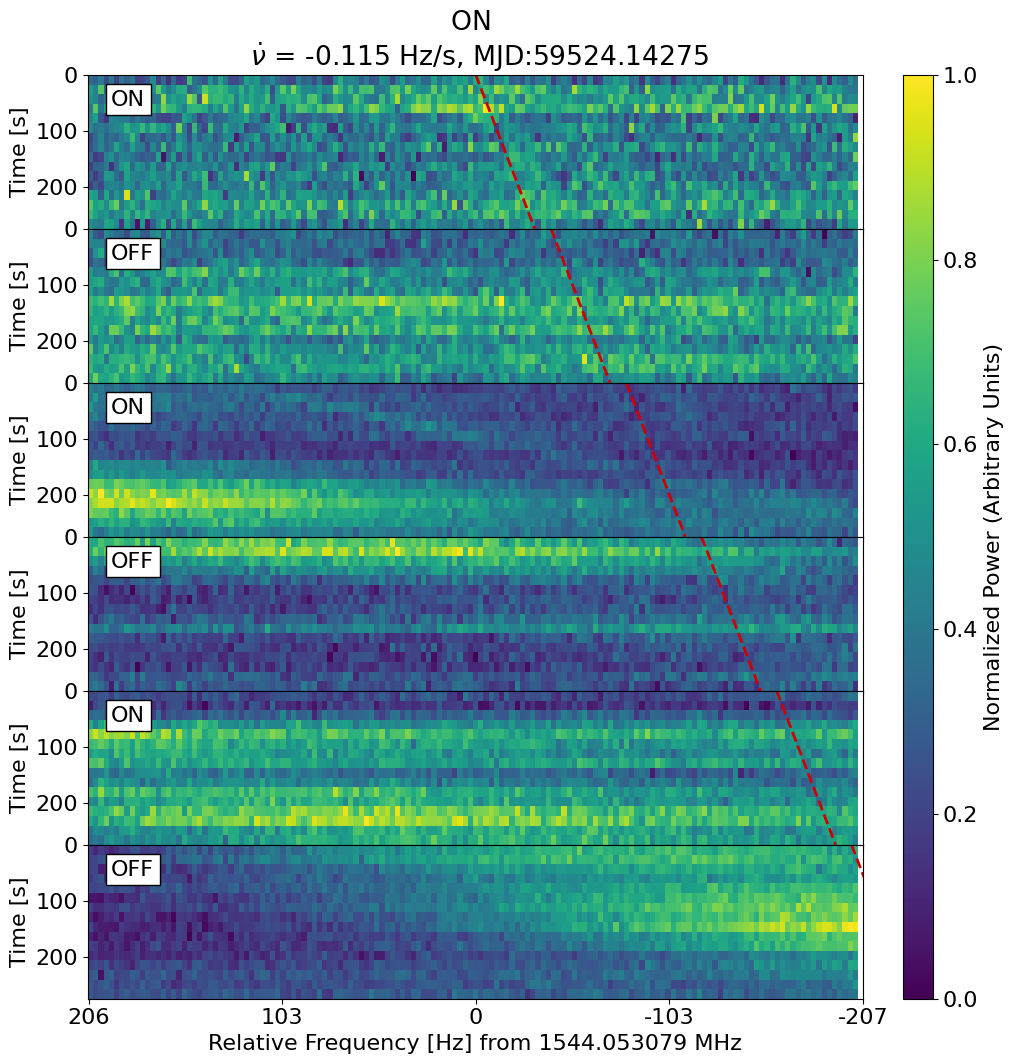 ON
ν̇ = -0.115 Hz/s, MJD:59524.14275
0
ON
Time [s]
100
200
0
OFF
Time [s]
100
200
0
ON
Time [s]
100
200
0
OFF
Time [s]
100
200
0
ON
Time [s]
100
200
0
OFF
Time [s]
100
200
206 103 0 -103 -207
Relative Frequency [Hz] from 1544.053079 MHz
1.0
0.8
0.6
0.4
0.2
0.0
Normalized Power (Arbitrary Units)